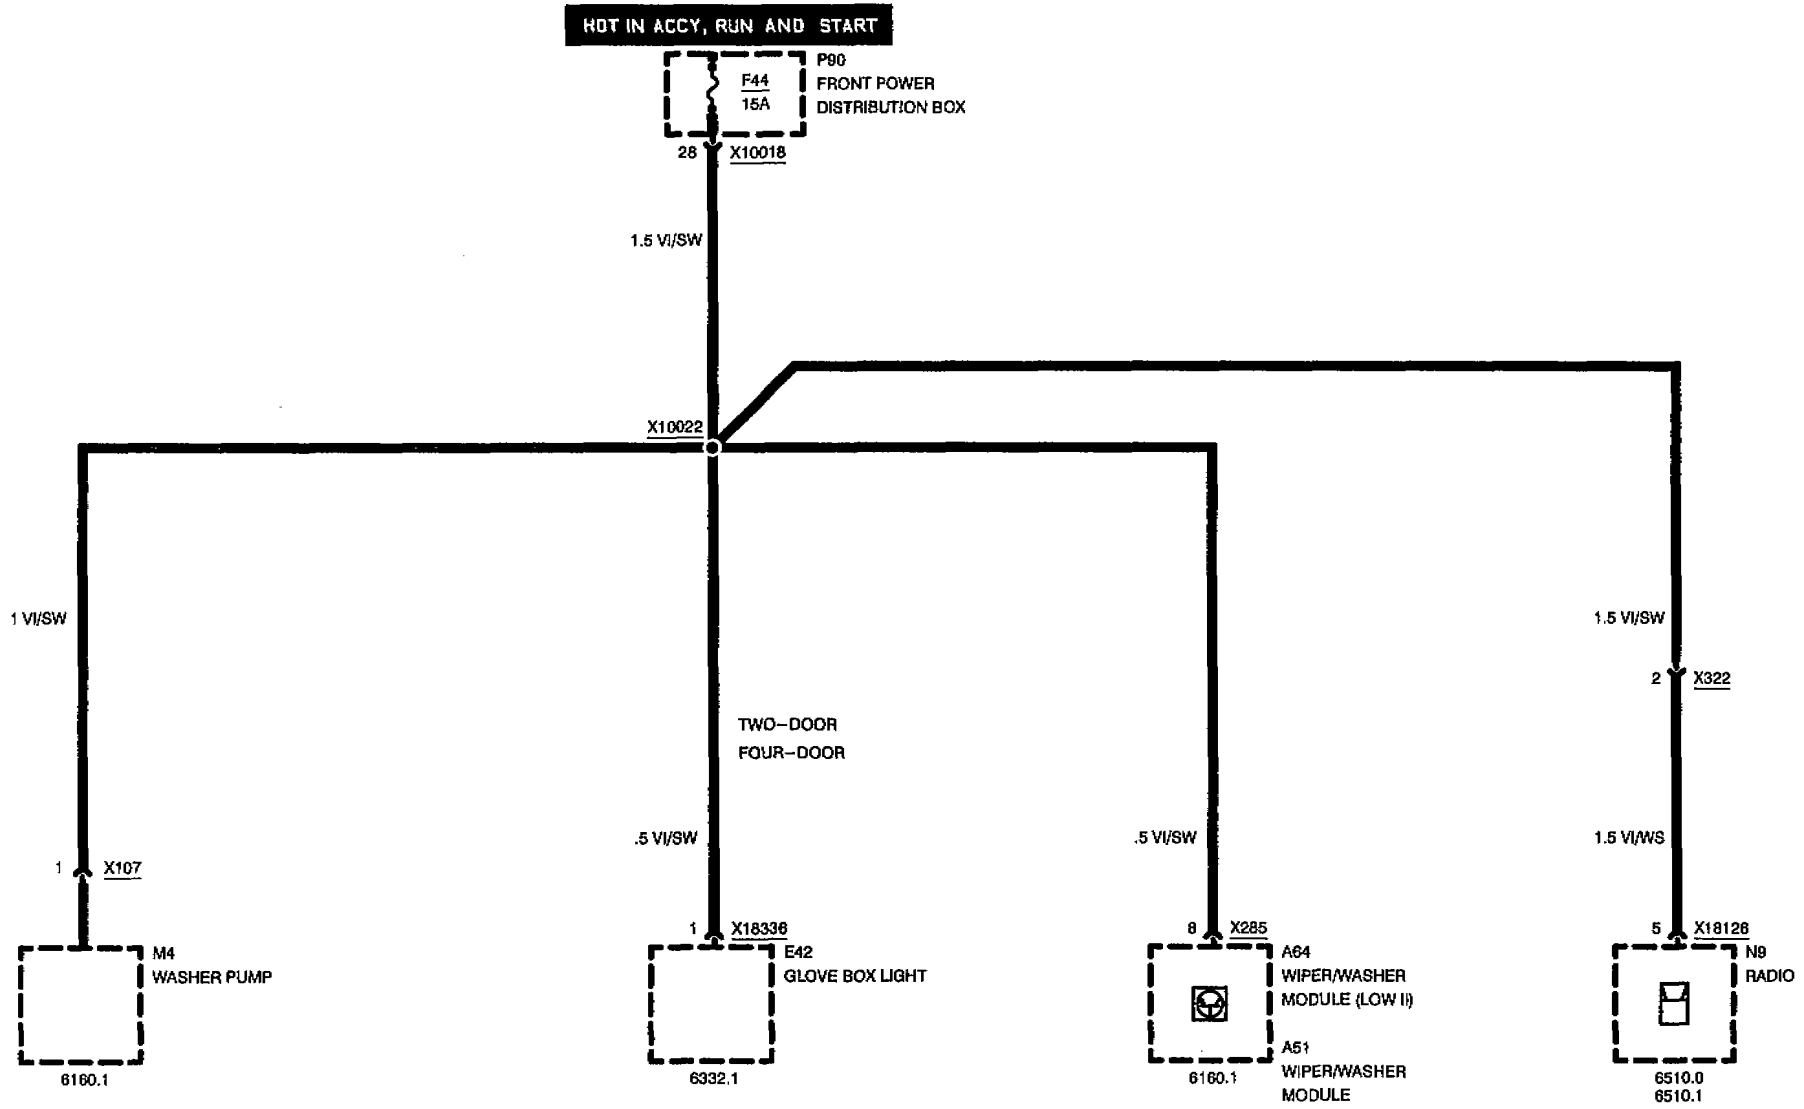 HOT IN ACCY, RUN AND START
P90
FRONT POWER
DISTRIBUTION BOX
F44
15A
28
X10018
1.5 VI/SW
X10022
1 VI/SW
1.5 VI/SW
2
X322
TWO-DOOR
FOUR-DOOR
.5 VI/SW
.5 VI/SW
1.5 VI/WS
1
X107
1
X18336
8
X285
5
X18128
M4
WASHER PUMP
E42
GLOVE BOX LIGHT
A64
WIPER/WASHER
MODULE (LOW II)
A51
WIPER/WASHER
MODULE
N9
RADIO
6160.1
6332.1
6160.1
6510.0
6510.1